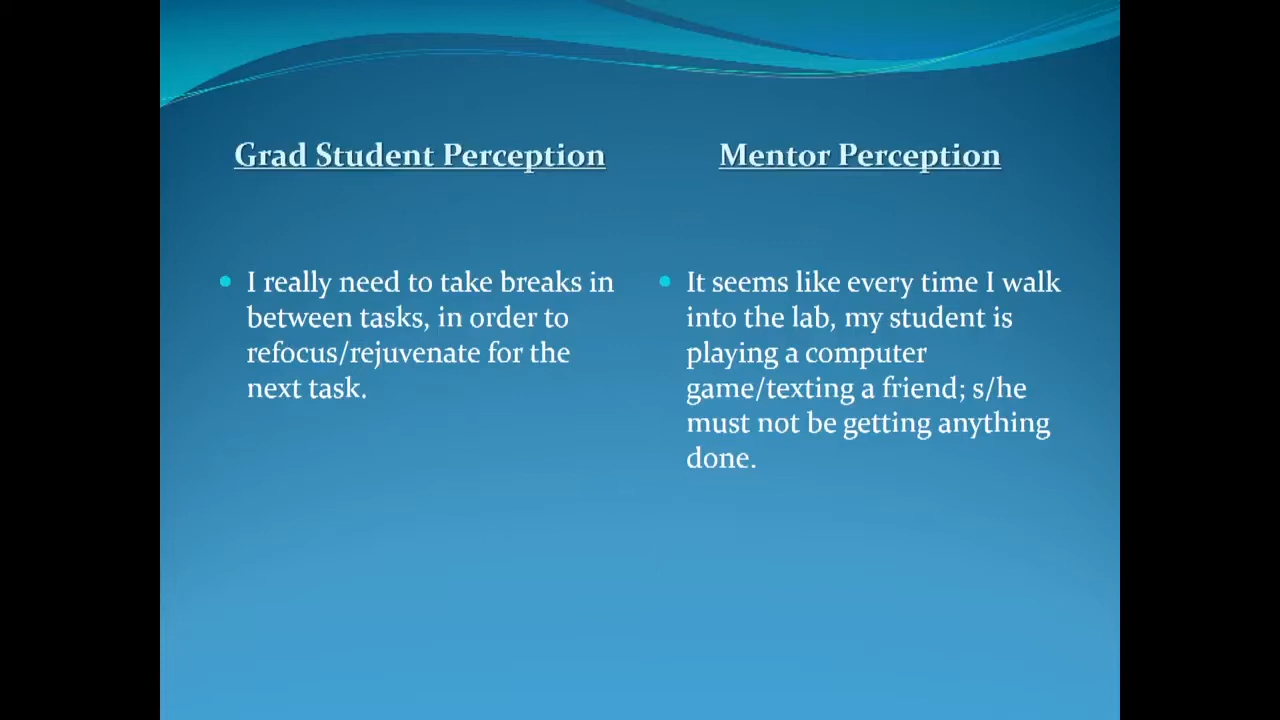 Grad Student Perception
Mentor Perception
• I really need to take breaks in
between tasks, in order to
refocus/rejuvenate for the
next task.
• It seems like every time I walk
into the lab, my student is
playing a computer
game/texting a friend; s/he
must not be getting anything
done.